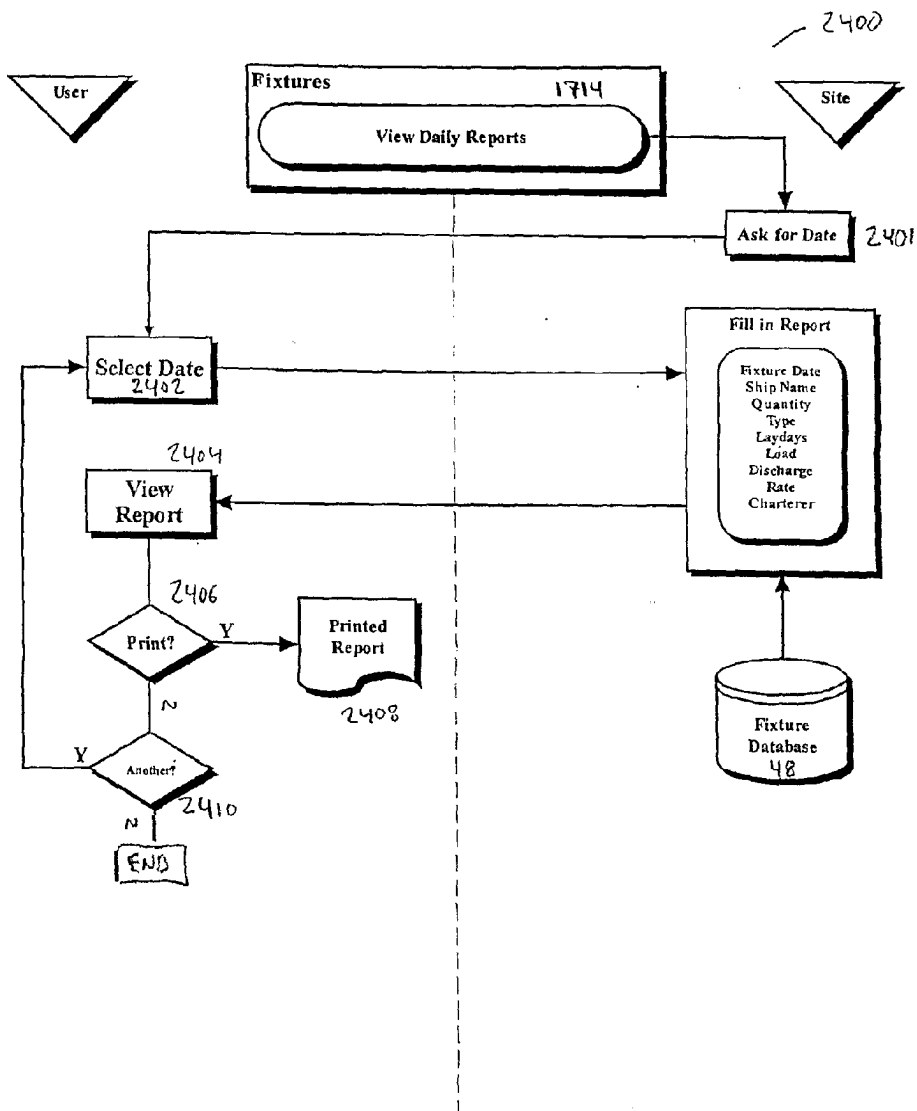 2400
User
Fixtures
1714
Site
View Daily Reports
Ask for Date
2401
Fill in Report
Select Date
2402
Fixture Date
Ship Name
Quantity
Type
Laydays
Load
Discharge
Rate
Charterer
2404
View
Report
2406
Print?
Y
Printed
Report
2408
N
Fixture
Database
48
Y
Another?
2410
N
END